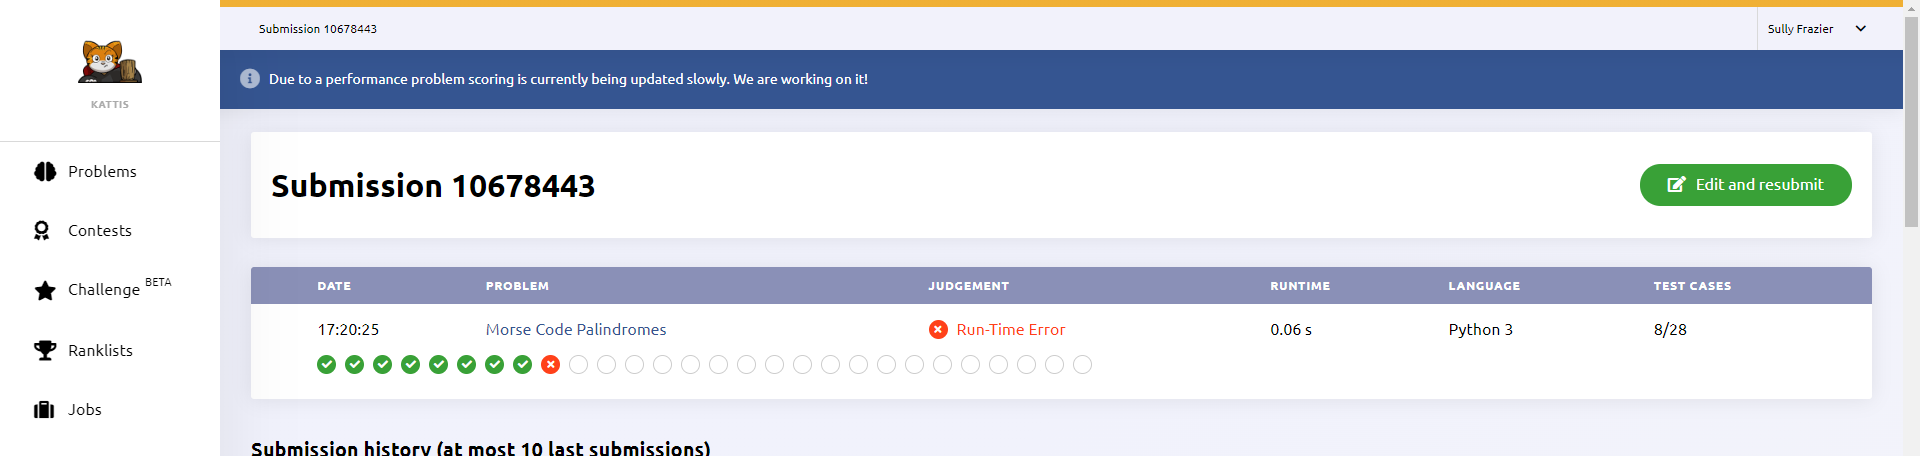 Submission 10678443
Sully Frazier
Due to a performance problem scoring is currently being updated slowly. We are working on it!
KATTIS
Problems
Contests
Challenge BETA
Ranklists
Jobs
Submission 10678443
Edit and resubmit
DATE PROBLEM JUDGEMENT RUNTIME LANGUAGE TEST CASES
17:20:25 Morse Code Palindromes Run-Time Error 0.06 s Python 3 8/28
Submission history (at most 10 last submissions)